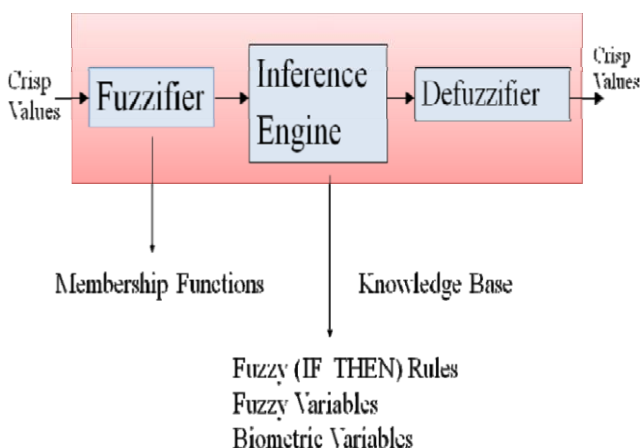 Crisp
Values
Fuzzifier
Inference
Engine
Defuzzifier
Crisp
Values
Membership Functions
Knowledge Base
Fuzzy (IF THEN) Rules
Fuzzy Variables
Biometric Variables